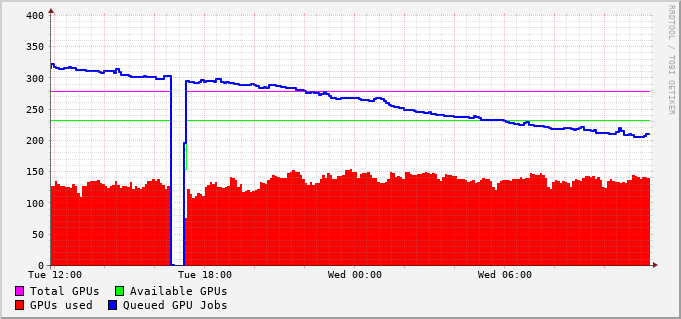 400
350
300
250
200
150
100
50
0
Tue 12:00 Tue 18:00 Wed 00:00 Wed 06:00
Total GPUs Available GPUs
GPUs used Queued GPU Jobs
RRDTOOL / TOBI OETIKER